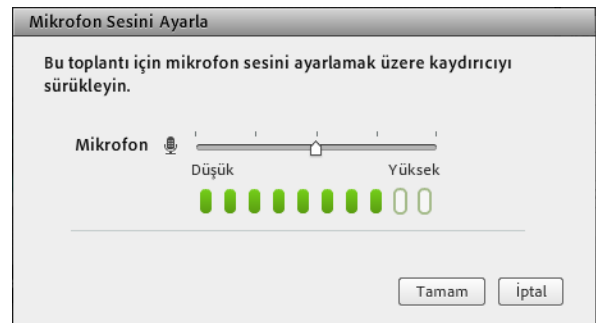 Mikrofon Sesini Ayarla
Bu toplantı için mikrofon sesini ayarlamak üzere kaydırıcıyı
sürükleyin.
Mikrofon
Düşük Yüksek
Tamam İptal